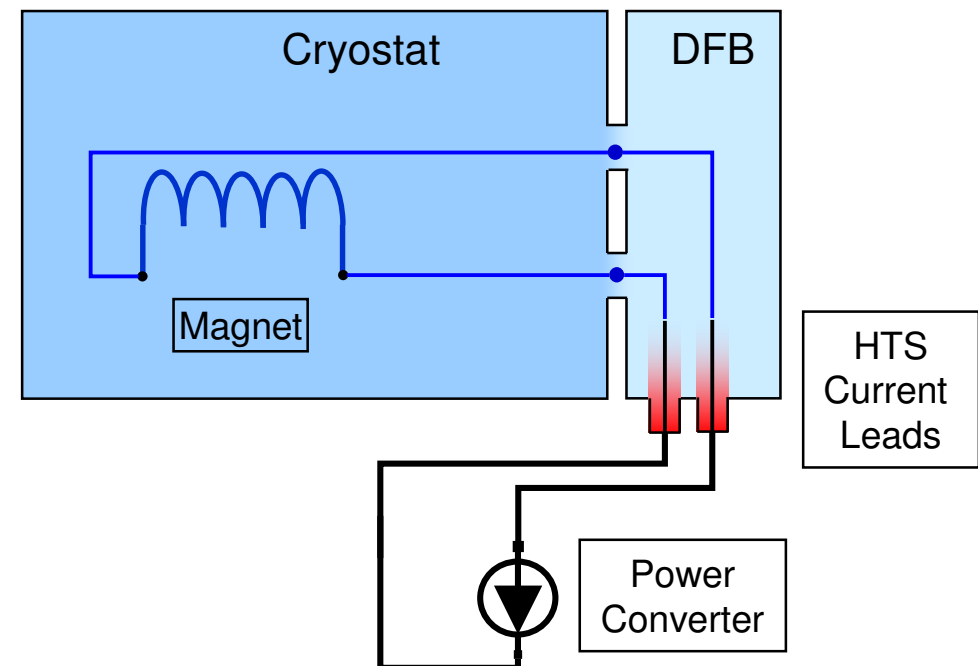 Cryostat
DFB
Magnet
HTS
Current
Leads
Power
Converter